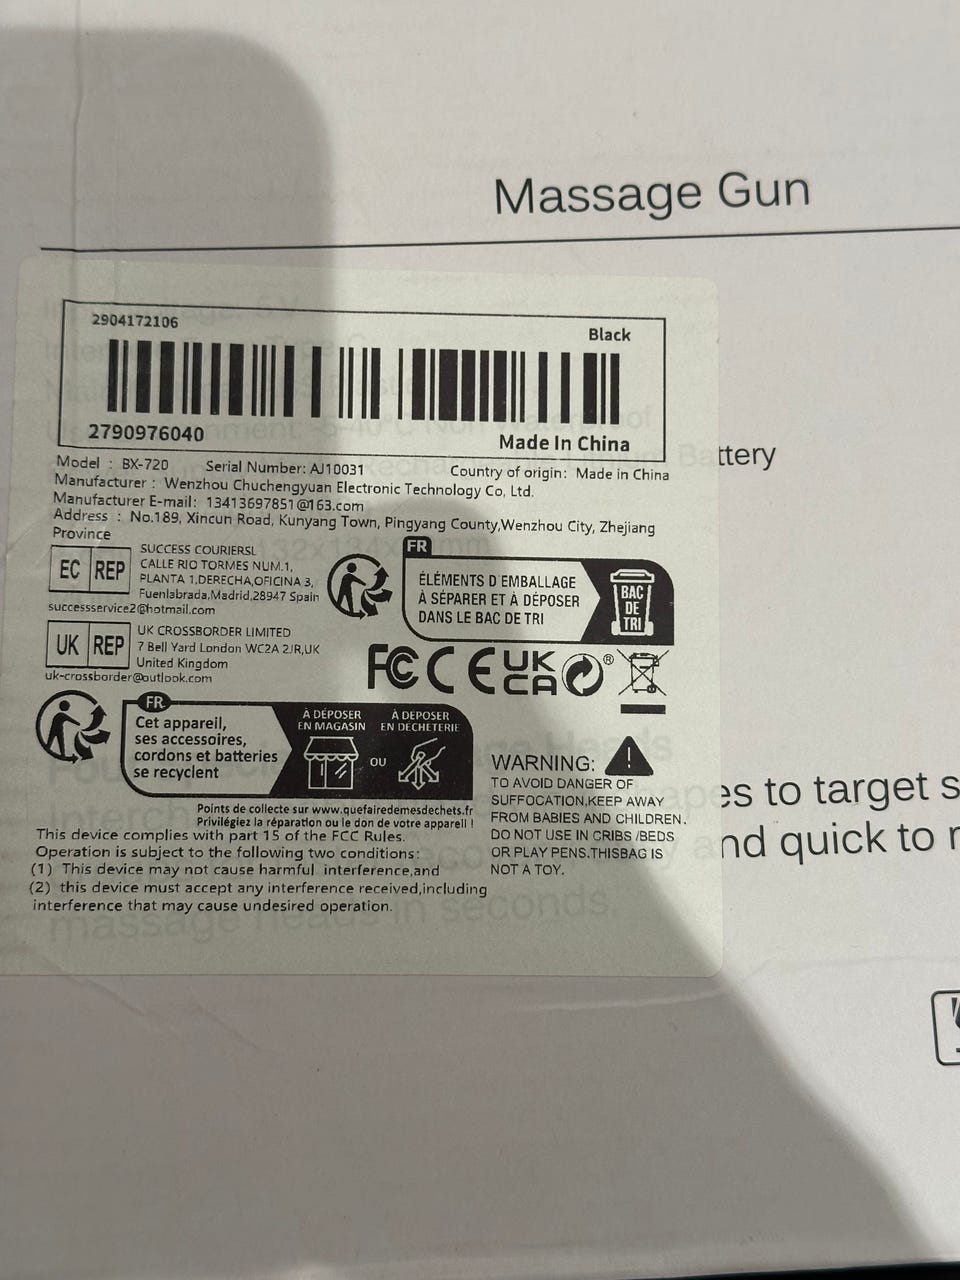 Massage Gun
2904172106
Black
2790976040
Made In China
Model : BX-720 Serial Number: AJ10031 Country of origin: Made in China
Manufacturer : Wenzhou Chuchengyuan Electronic Technology Co, Ltd.
Manufacturer E-mail: 13413697851@163.com
Address : No.189, Xincun Road, Kunyang Town, Pingyang County,Wenzhou City, Zhejiang
Province
EC REP
SUCCESS COURIERSL
CALLE RIO TORMES NUM.1,
PLANTA 1,DERECHA,OFICINA 3,
Fuenlabrada,Madrid,28947 Spain
successservice2@hotmail.com
FR
ÉLÉMENTS D'EMBALLAGE
À SÉPARER ET À DÉPOSER
DANS LE BAC DE TRI
BAC
DE
TRI
UK REP
UK CROSSBORDER LIMITED
7 Bell Yard London WC2A 2JR,UK
United Kingdom
uk-crossborder@outlook.com
FC CE UK
CA ®
FR
Cet appareil,
ses accessoires,
cordons et batteries
se recyclent
À DÉPOSER
EN MAGASIN
OU
À DÉPOSER
EN DÉCHÈTERIE
Points de collecte sur www.quefairedemesdechets.fr
Privilégiez la réparation ou le don de votre appareil !
WARNING:
TO AVOID DANGER OF
SUFFOCATION,KEEP AWAY
FROM BABIES AND CHILDREN.
DO NOT USE IN CRIBS /BEDS
OR PLAY PENS.THISBAG IS
NOT A TOY.
This device complies with part 15 of the FCC Rules.
Operation is subject to the following two conditions:
(1) This device may not cause harmful interference,and
(2) this device must accept any interference received,including
interference that may cause undesired operation.
ttery
es to target s
nd quick to
massage heads in seconds.